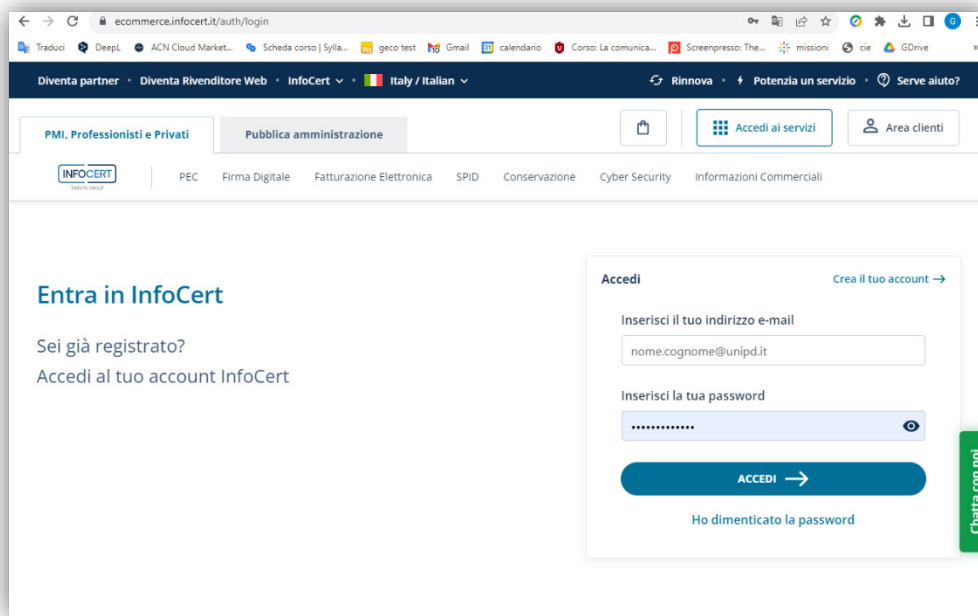 ecommerce.infocert.it/auth/login
Traduci DeepL ACN Cloud Market... Scheda corso | Sylla... geco test Gmail calendario Corso: La comunica... Screenpresso: The... missioni cie GDrive
Diventa partner • Diventa Rivenditore Web • InfoCert • Italy / Italian Rinnova • Potenzia un servizio • Serve aiuto?
PMI, Professionisti e Privati Pubblica amministrazione Accedi ai servizi Area clienti
INFOCERT PEC Firma Digitale Fatturazione Elettronica SPID Conservazione Cyber Security Informazioni Commerciali
TINEXTA GROUP
Accedi Crea il tuo account →
Entra in InfoCert
Inserisci il tuo indirizzo e-mail
Sei già registrato?
nome.cognome@unipd.it
Accedi al tuo account InfoCert
Inserisci la tua password
•••••••••••••
ACCEDI →
Ho dimenticato la password
Chatta con noi